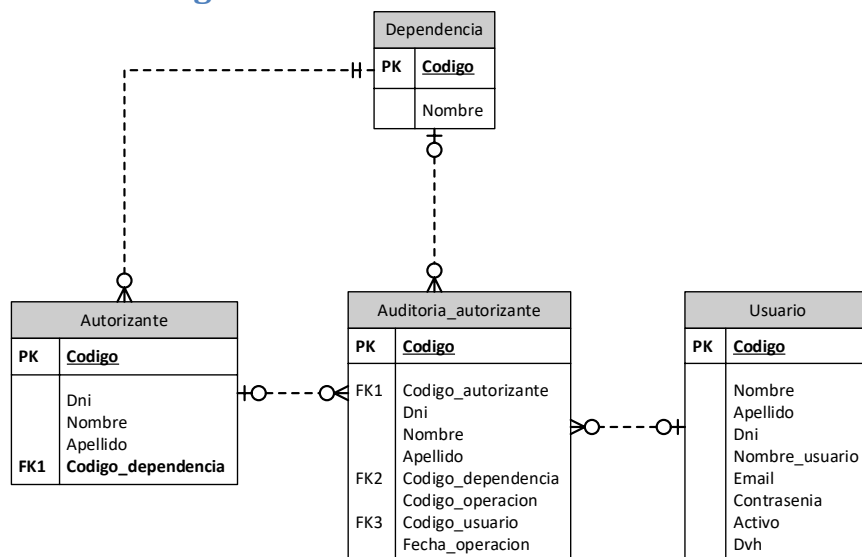 Dependencia
PK Codigo
Nombre
Autorizante
PK Codigo
Dni
Nombre
Apellido
FK1 Codigo_dependencia
Auditoria_autorizante
PK Codigo
FK1 Codigo_autorizante
Dni
Nombre
Apellido
FK2 Codigo_dependencia
Codigo_operacion
FK3 Codigo_usuario
Fecha_operacion
Usuario
PK Codigo
Nombre
Apellido
Dni
Nombre_usuario
Email
Contrasenia
Activo
Dvh